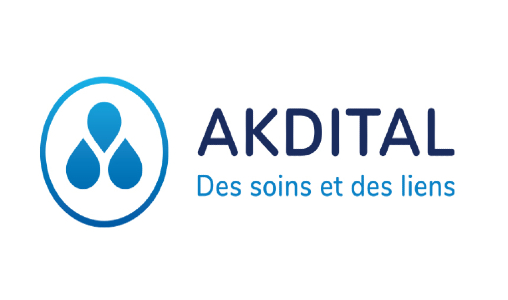 AKDITAL
Des soins et des liens